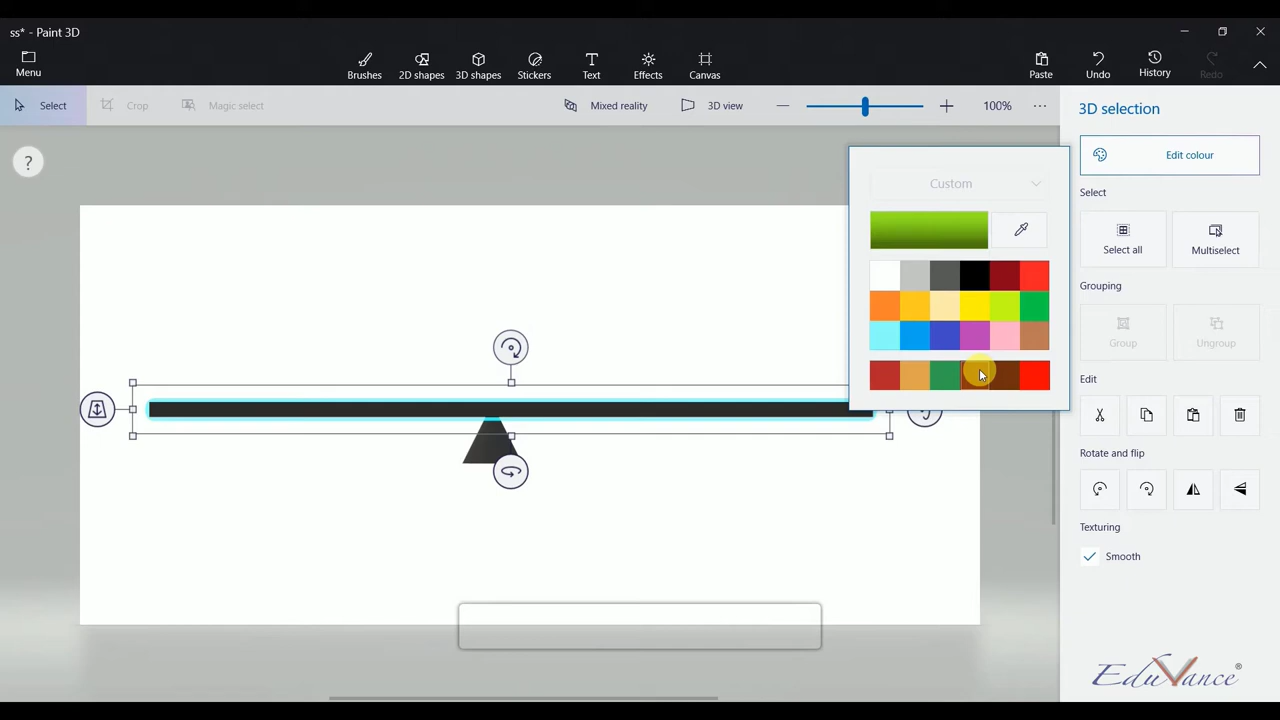 ss* - Paint 3D
Menu
Brushes
2D shapes
3D shapes
Stickers
Text
Effects
Canvas
Paste
Undo
History
Redo
Select
Crop
Magic select
Mixed reality
3D view
100%
3D selection
?
Edit colour
Custom
Select
Select all
Multiselect
Grouping
Group
Ungroup
Edit
Rotate and flip
Texturing
Smooth
EduVance®